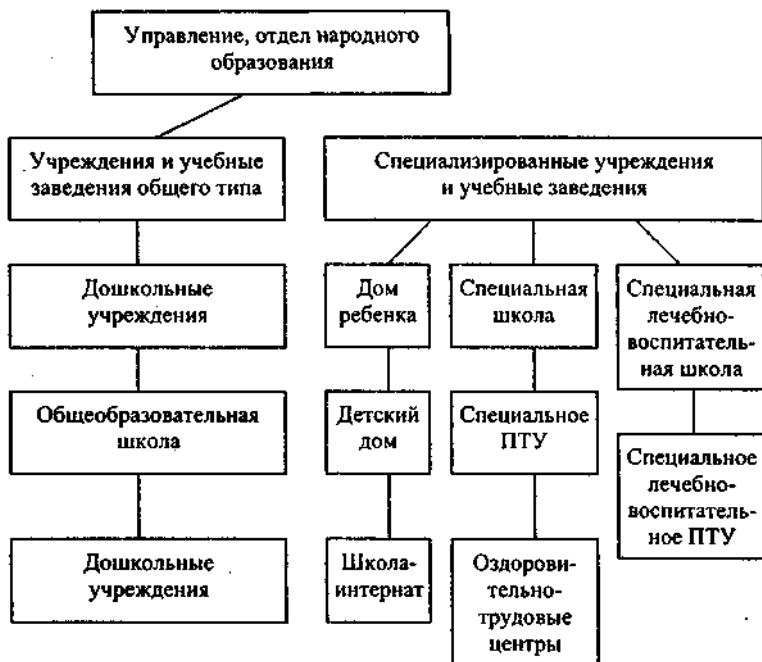 Управление, отдел народного
образования
Учреждения и учебные
заведения общего типа
Специализированные учреждения
и учебные заведения
Дошкольные
учреждения
Дом
ребенка
Специальная
школа
Специальная
лечебно-
воспитатель-
ная школа
Общеобразовательная
школа
Детский
дом
Специальное
ПТУ
Специальное
лечебно-
воспитатель-
ное ПТУ
Дошкольные
учреждения
Школа-
интернат
Оздорови-
тельно-
трудовые
центры